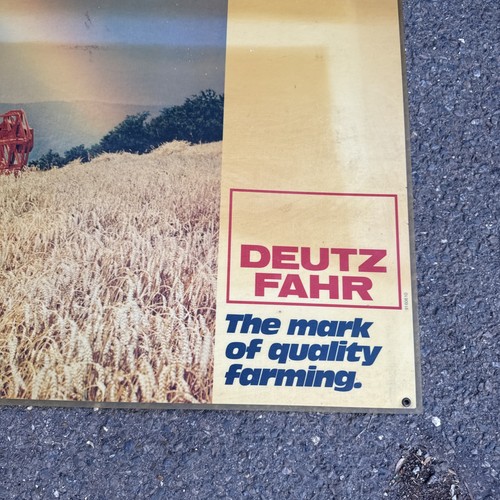 DEUTZ
FAHR
The mark
of quality
farming.